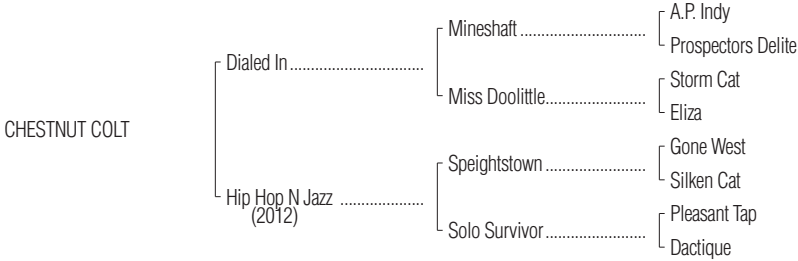 A.P. Indy
Mineshaft ..............................
Prospectors Delite
Dialed In................................
Storm Cat
Miss Doolittle........................
Eliza
CHESTNUT COLT
Gone West
Speightstown ........................
Silken Cat
Hip Hop N Jazz ....................
(2012)
Pleasant Tap
Solo Survivor........................
Dactique